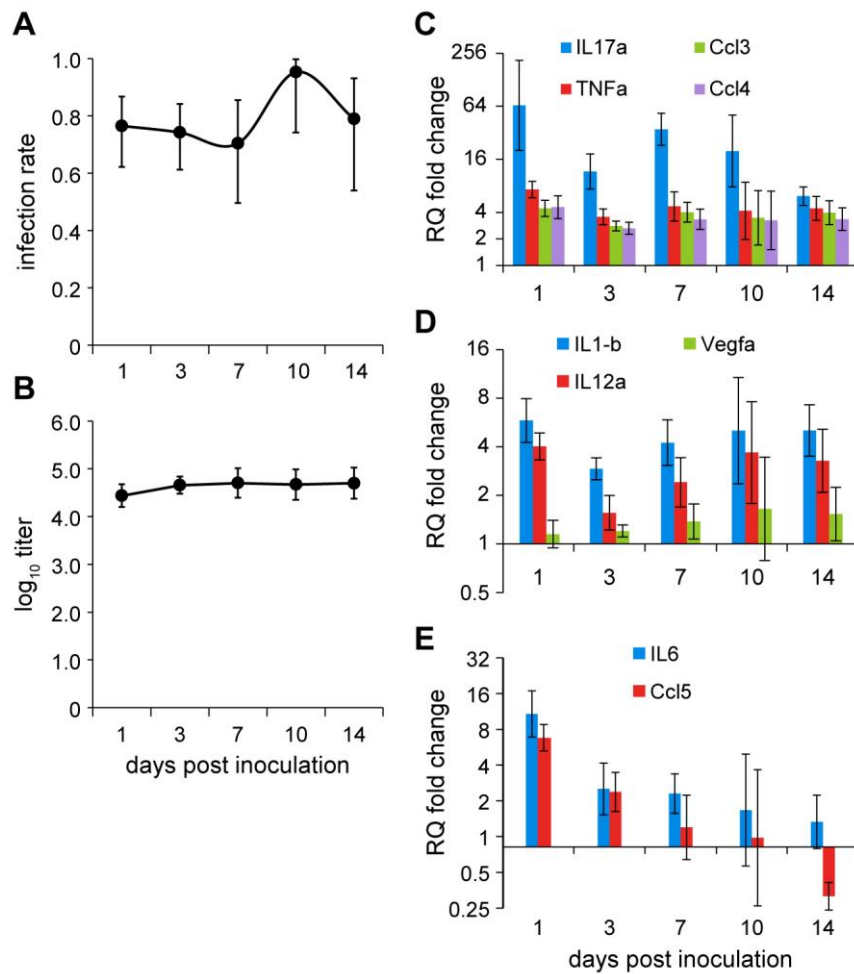 A
infection rate
1.0
0.8
0.6
0.4
0.2
0
1 3 7 10 14
B
log10 titer
6.0
5.0
4.0
3.0
2.0
1.0
0
1 3 7 10 14
days post inoculation
C
IL17a Ccl3
TNFa Ccl4
RQ fold change
256
64
16
4
2
1
1 3 7 10 14
D
IL1-b Vegfa
IL12a
RQ fold change
16
8
4
2
1
0.5
1 3 7 10 14
E
IL6
Ccl5
RQ fold change
32
16
8
4
2
1
0.5
0.25
1 3 7 10 14
days post inoculation